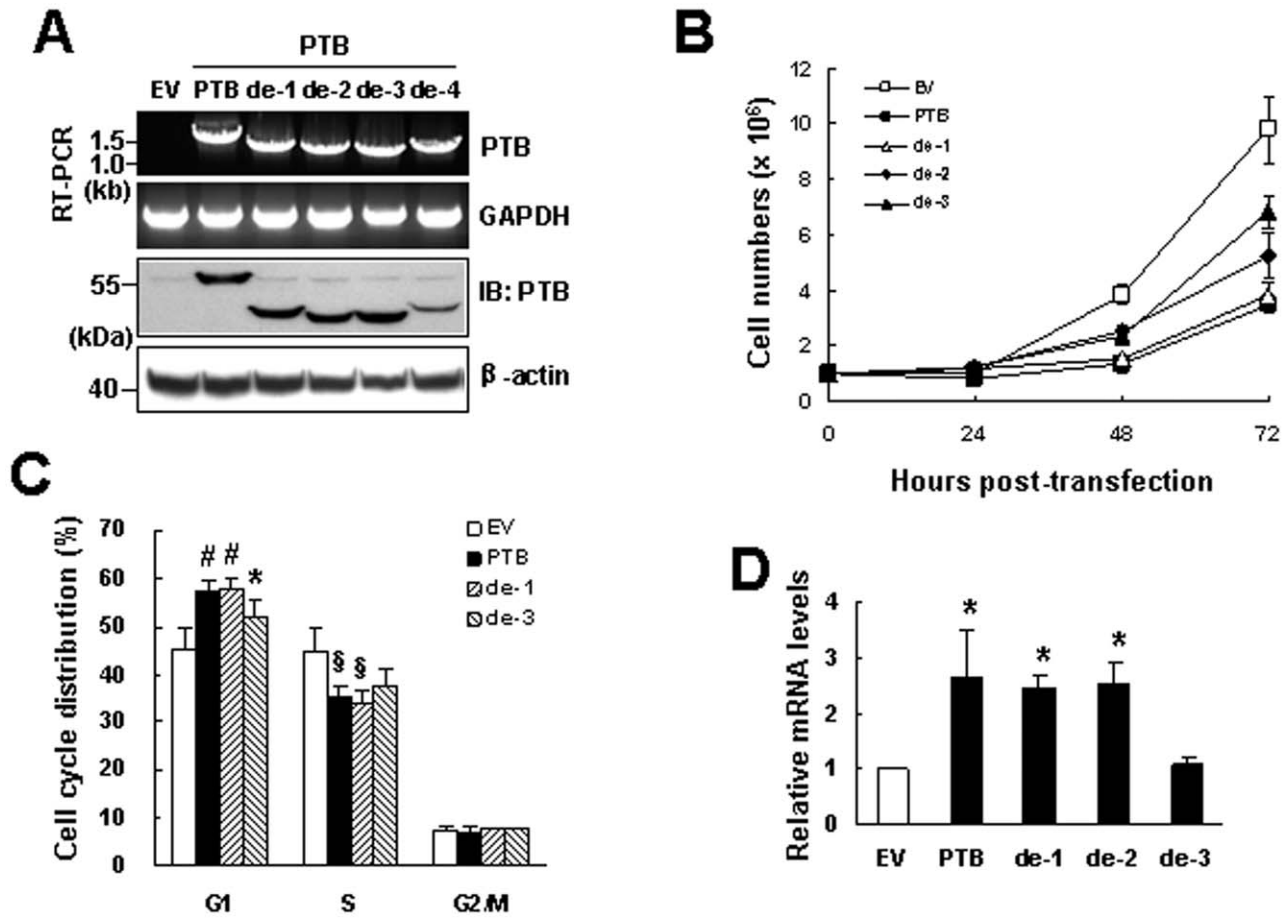 A
PTB
EV PTB de-1 de-2 de-3 de-4
RT-PCR
1.5
1.0
(kb)
PTB
GAPDH
55
(kDa)
IB: PTB
40
β-actin
B
Cell numbers (x 10⁶)
12
10
8
6
4
2
0
EV
PTB
de-1
de-2
de-3
0 24 48 72
Hours post-transfection
C
Cell cycle distribution (%)
70
60
50
40
30
20
10
0
# # *
§ §
EV
PTB
de-1
de-3
G1 S G2/M
D
Relative mRNA levels
4
3
2
1
0
* * *
EV PTB de-1 de-2 de-3